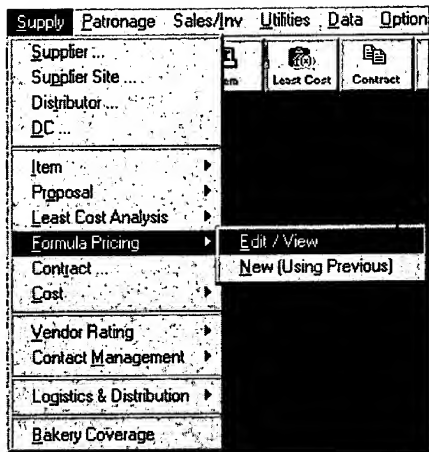 Supply Patronage Sales/Inv Utilities Data Option
Supplier ...
Supplier Site ...
Distributor ...
DC ...
Least Cost
Contract
Item
Proposal
Least Cost Analysis
Formula Pricing
Edit / View
New (Using Previous)
Contract ...
Cost
Vendor Rating
Contact Management
Logistics & Distribution
Bakery Coverage